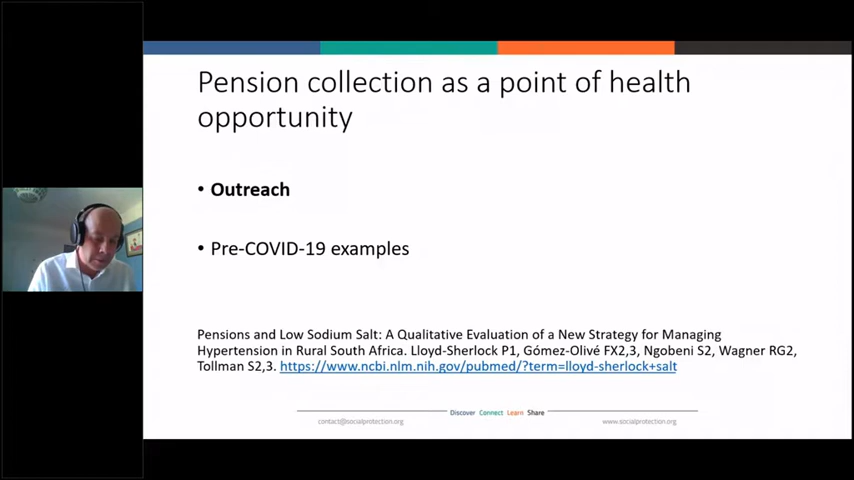 Pension collection as a point of health
opportunity
• Outreach
• Pre-COVID-19 examples
Pensions and Low Sodium Salt: A Qualitative Evaluation of a New Strategy for Managing
Hypertension in Rural South Africa. Lloyd-Sherlock P1, Gómez-Olivé FX2,3, Ngobeni S2, Wagner RG2,
Tollman S2,3. https://www.ncbi.nlm.nih.gov/pubmed/?term=lloyd-sherlock+salt
Discover Connect Learn Share
contact@socialprotection.org www.socialprotection.org